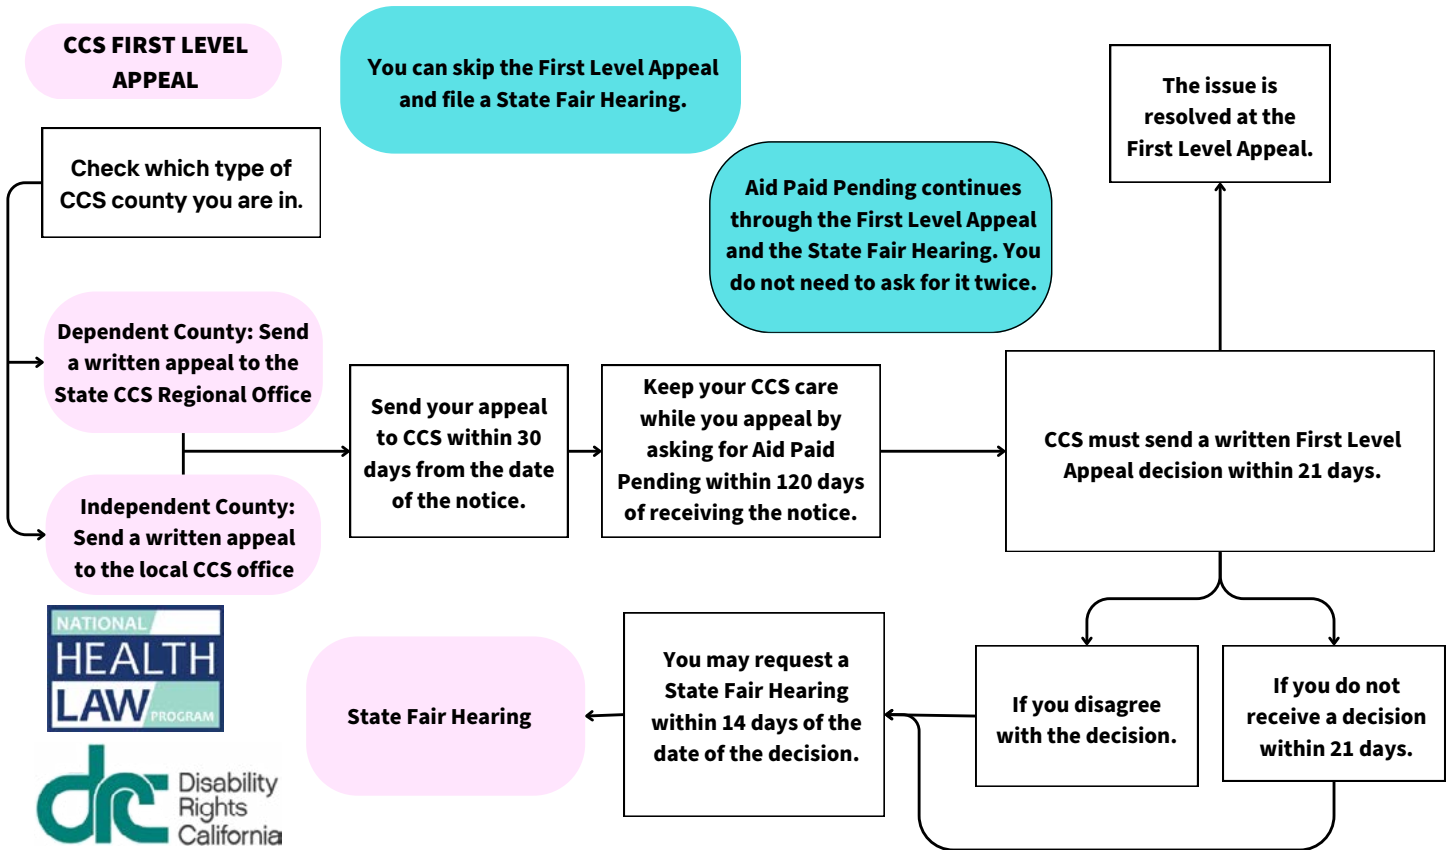 CCS FIRST LEVEL
APPEAL
You can skip the First Level Appeal
and file a State Fair Hearing.
The issue is
resolved at the
First Level Appeal.
Check which type of
CCS county you are in.
Aid Paid Pending continues
through the First Level Appeal
and the State Fair Hearing. You
do not need to ask for it twice.
Dependent County: Send
a written appeal to the
State CCS Regional Office
Independent County:
Send a written appeal
to the local CCS office
Send your appeal
to CCS within 30
days from the date
of the notice.
Keep your CCS care
while you appeal by
asking for Aid Paid
Pending within 120 days
of receiving the notice.
CCS must send a written First Level
Appeal decision within 21 days.
If you disagree
with the decision.
If you do not
receive a decision
within 21 days.
You may request a
State Fair Hearing
within 14 days of the
date of the decision.
State Fair Hearing
NATIONAL
HEALTH
LAW PROGRAM
drc
Disability
Rights
California